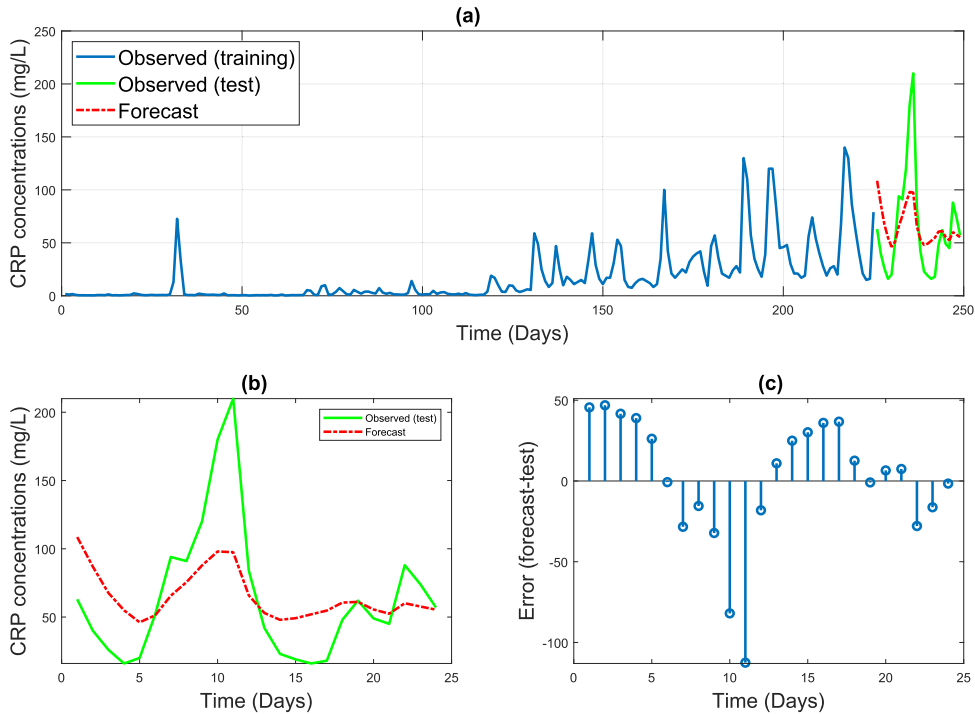 (a)
CRP concentrations (mg/L)
250
200
150
100
50
0
Observed (training)
Observed (test)
Forecast
0 50 100 150 200 250
Time (Days)
(b)
CRP concentrations (mg/L)
200
150
100
50
Observed (test)
Forecast
0 5 10 15 20 25
Time (Days)
(c)
Error (forecast-test)
50
0
-50
-100
0 5 10 15 20 25
Time (Days)